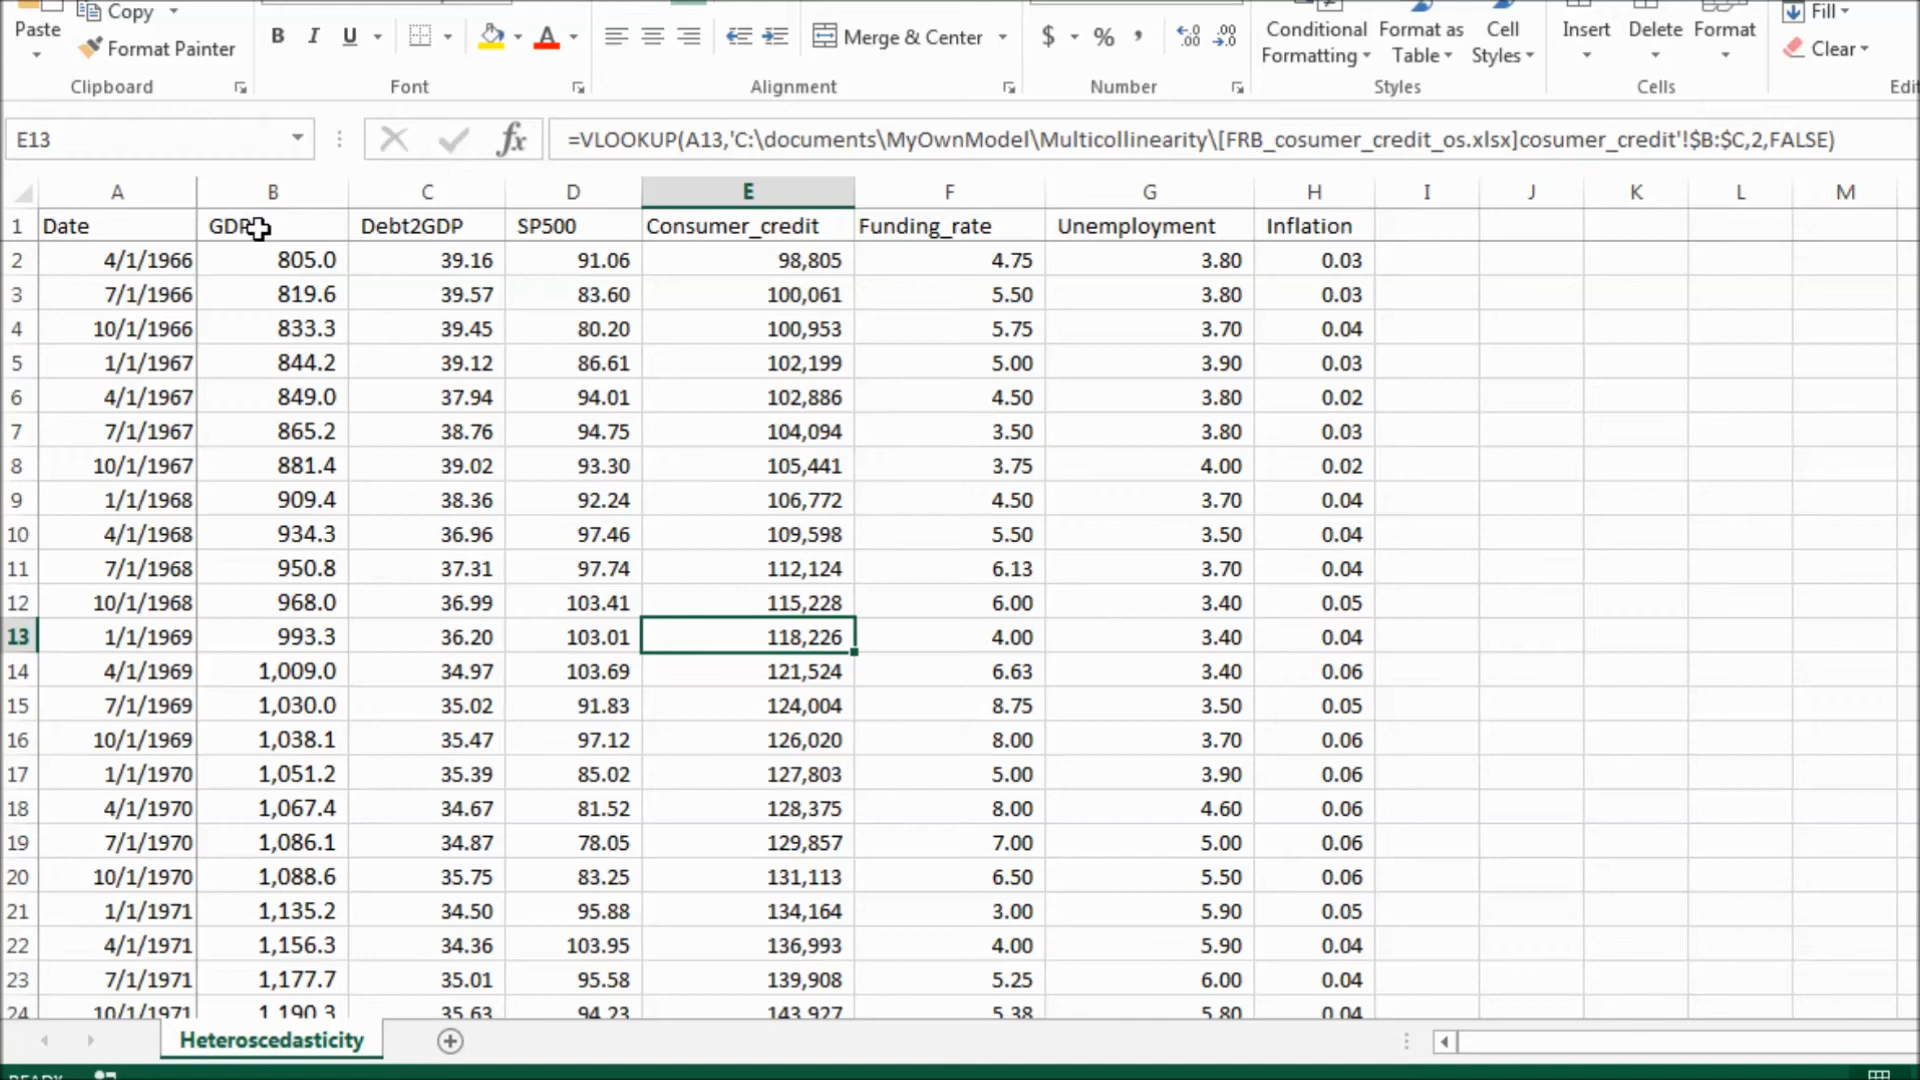 Paste Copy Format Painter Clipboard
B I U A Font
Merge & Center Alignment
$ % , Number
Conditional Formatting Format as Table Cell Styles Styles
Insert Delete Format Cells
Fill Clear
E13 fx =VLOOKUP(A13,'C:\documents\MyOwnModel\Multicollinearity\[FRB_cosumer_credit_os.xlsx]cosumer_credit'!$B:$C,2,FALSE)
A B C D E F G H I J K L M
1 Date GDP Debt2GDP SP500 Consumer_credit Funding_rate Unemployment Inflation
2 4/1/1966 805.0 39.16 91.06 98,805 4.75 3.80 0.03
3 7/1/1966 819.6 39.57 83.60 100,061 5.50 3.80 0.03
4 10/1/1966 833.3 39.45 80.20 100,953 5.75 3.70 0.04
5 1/1/1967 844.2 39.12 86.61 102,199 5.00 3.90 0.03
6 4/1/1967 849.0 37.94 94.01 102,886 4.50 3.80 0.02
7 7/1/1967 865.2 38.76 94.75 104,094 3.50 3.80 0.03
8 10/1/1967 881.4 39.02 93.30 105,441 3.75 4.00 0.02
9 1/1/1968 909.4 38.36 92.24 106,772 4.50 3.70 0.04
10 4/1/1968 934.3 36.96 97.46 109,598 5.50 3.50 0.04
11 7/1/1968 950.8 37.31 97.74 112,124 6.13 3.70 0.04
12 10/1/1968 968.0 36.99 103.41 115,228 6.00 3.40 0.05
13 1/1/1969 993.3 36.20 103.01 118,226 4.00 3.40 0.04
14 4/1/1969 1,009.0 34.97 103.69 121,524 6.63 3.40 0.06
15 7/1/1969 1,030.0 35.02 91.83 124,004 8.75 3.50 0.05
16 10/1/1969 1,038.1 35.47 97.12 126,020 8.00 3.70 0.06
17 1/1/1970 1,051.2 35.39 85.02 127,803 5.00 3.90 0.06
18 4/1/1970 1,067.4 34.67 81.52 128,375 8.00 4.60 0.06
19 7/1/1970 1,086.1 34.87 78.05 129,857 7.00 5.00 0.06
20 10/1/1970 1,088.6 35.75 83.25 131,113 6.50 5.50 0.06
21 1/1/1971 1,135.2 34.50 95.88 134,164 3.00 5.90 0.05
22 4/1/1971 1,156.3 34.36 103.95 136,993 4.00 5.90 0.04
23 7/1/1971 1,177.7 35.01 95.58 139,908 5.25 6.00 0.04
24 10/1/1971 1,190.3 35.63 94.23 143,927 5.38 5.80 0.04
Heteroscedasticity